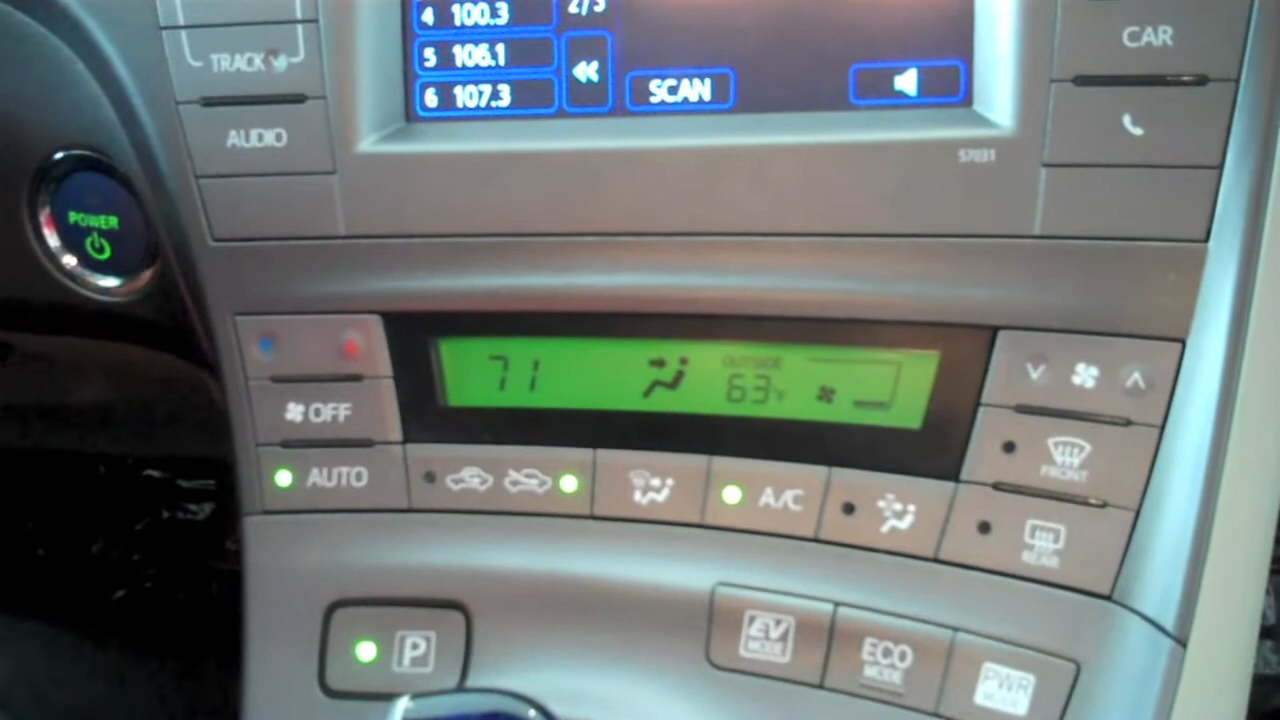 4 100.3
2/3
5 106.1
6 107.3
SCAN
TRACK
AUDIO
CAR
57031
POWER
71
OUTSIDE
63°F
OFF
AUTO
A/C
FRONT
REAR
P
EV
MODE
ECO
MODE
PWR
MODE